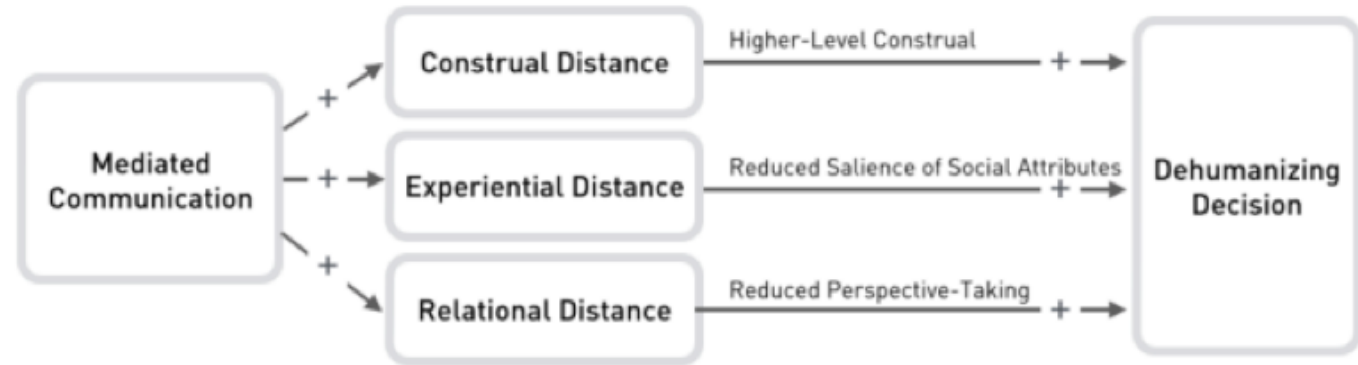 Mediated
Communication
+
+
+
Construal Distance
Experiential Distance
Relational Distance
Higher-Level Construal
+
Reduced Salience of Social Attributes
+
Reduced Perspective-Taking
+
Dehumanizing
Decision